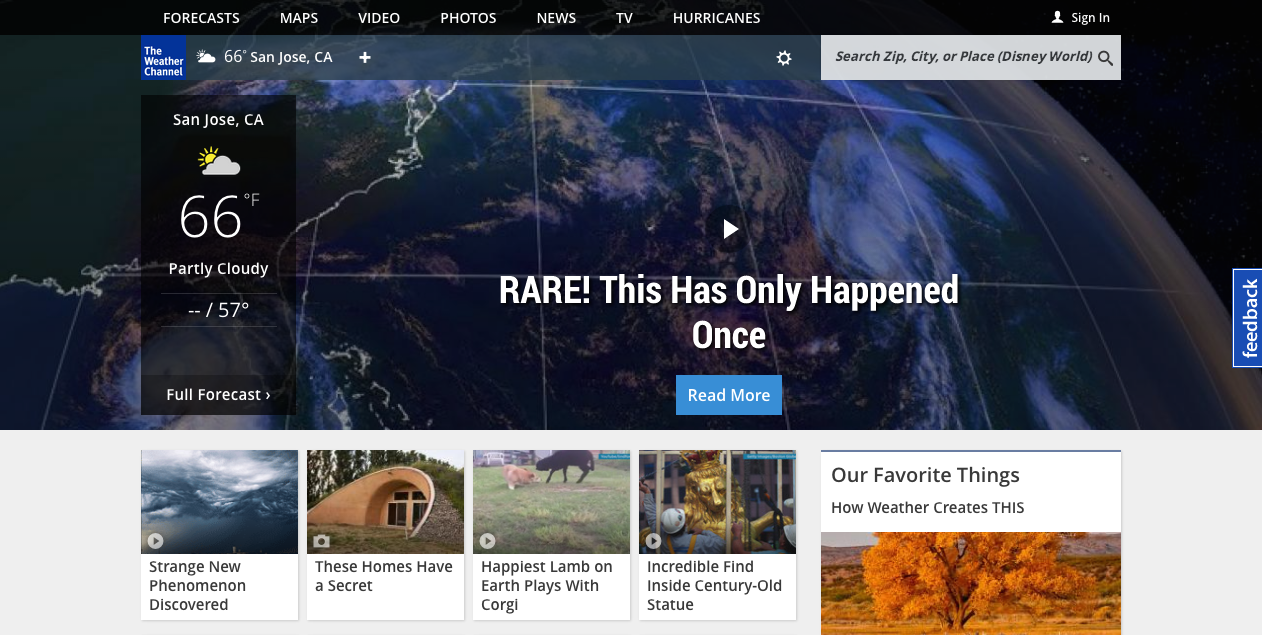 FORECASTS MAPS VIDEO PHOTOS NEWS TV HURRICANES Sign In
The
Weather
Channel
66° San Jose, CA +
Search Zip, City, or Place (Disney World)
San Jose, CA
66 °F
Partly Cloudy
-- / 57°
Full Forecast ›
RARE! This Has Only Happened
Once
Read More
feedback
Strange New
Phenomenon
Discovered
These Homes Have
a Secret
Happiest Lamb on
Earth Plays With
Corgi
Incredible Find
Inside Century-Old
Statue
Our Favorite Things
How Weather Creates THIS